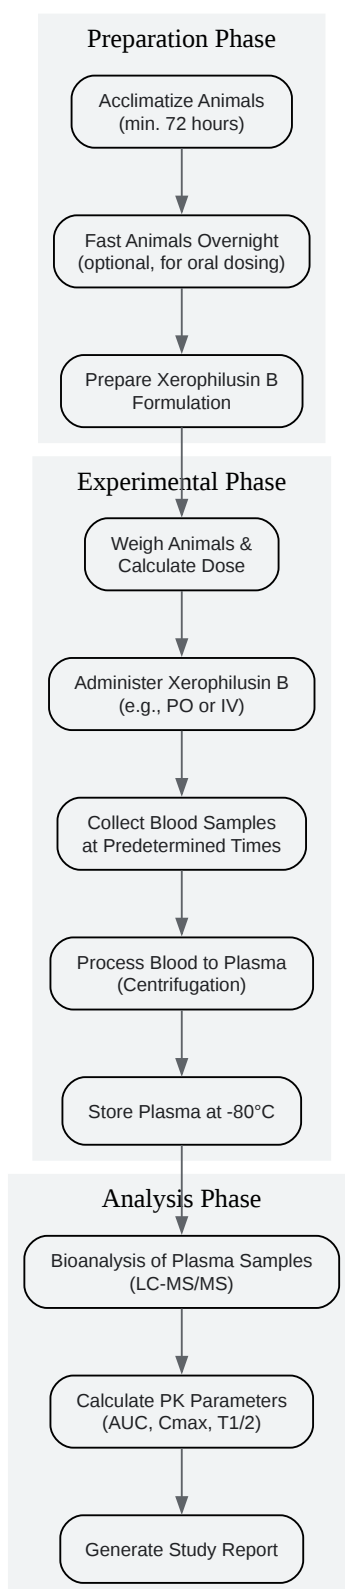 Preparation Phase
Acclimatize Animals
(min. 72 hours)
Fast Animals Overnight
(optional, for oral dosing)
Prepare Xerophilusin B
Formulation
Experimental Phase
Weigh Animals &
Calculate Dose
Administer Xerophilusin B
(e.g., PO or IV)
Collect Blood Samples
at Predetermined Times
Process Blood to Plasma
(Centrifugation)
Store Plasma at -80°C
Analysis Phase
Bioanalysis of Plasma Samples
(LC-MS/MS)
Calculate PK Parameters
(AUC, Cmax, T1/2)
Generate Study Report